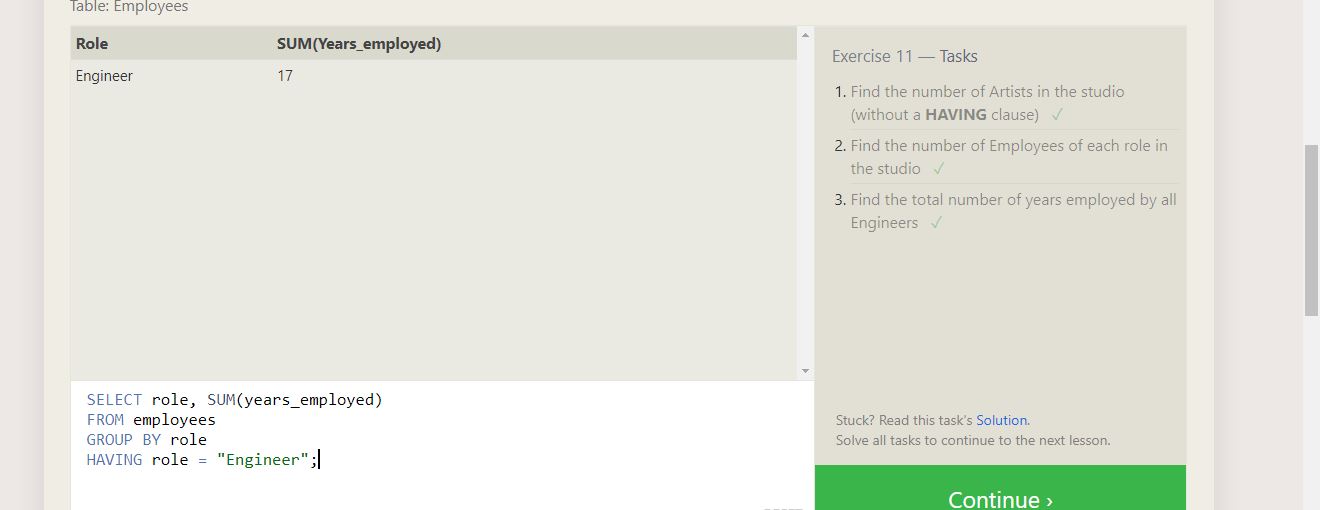 Table: Employees
Role SUM(Years_employed)
Engineer 17
SELECT role, SUM(years_employed)
FROM employees
GROUP BY role
HAVING role = "Engineer";
Exercise 11 — Tasks
1. Find the number of Artists in the studio
(without a HAVING clause) ✓
2. Find the number of Employees of each role in
the studio ✓
3. Find the total number of years employed by all
Engineers ✓
Stuck? Read this task's Solution.
Solve all tasks to continue to the next lesson.
Continue ›